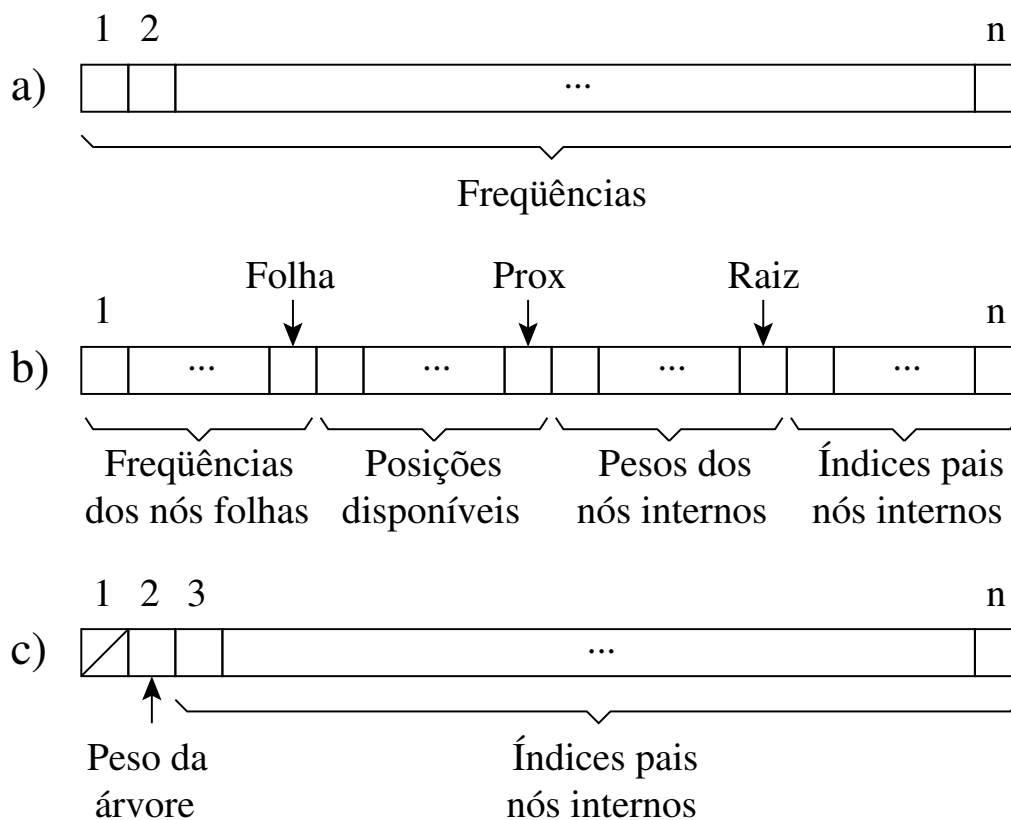 1 2 n
a) ...
Freqüências
Folha Prox Raiz
1 n
b) ... ... ... ...
Freqüências Posições Pesos dos Índices pais
dos nós folhas disponíveis nós internos nós internos
1 2 3 n
c) ...
Peso da Índices pais
árvore nós internos